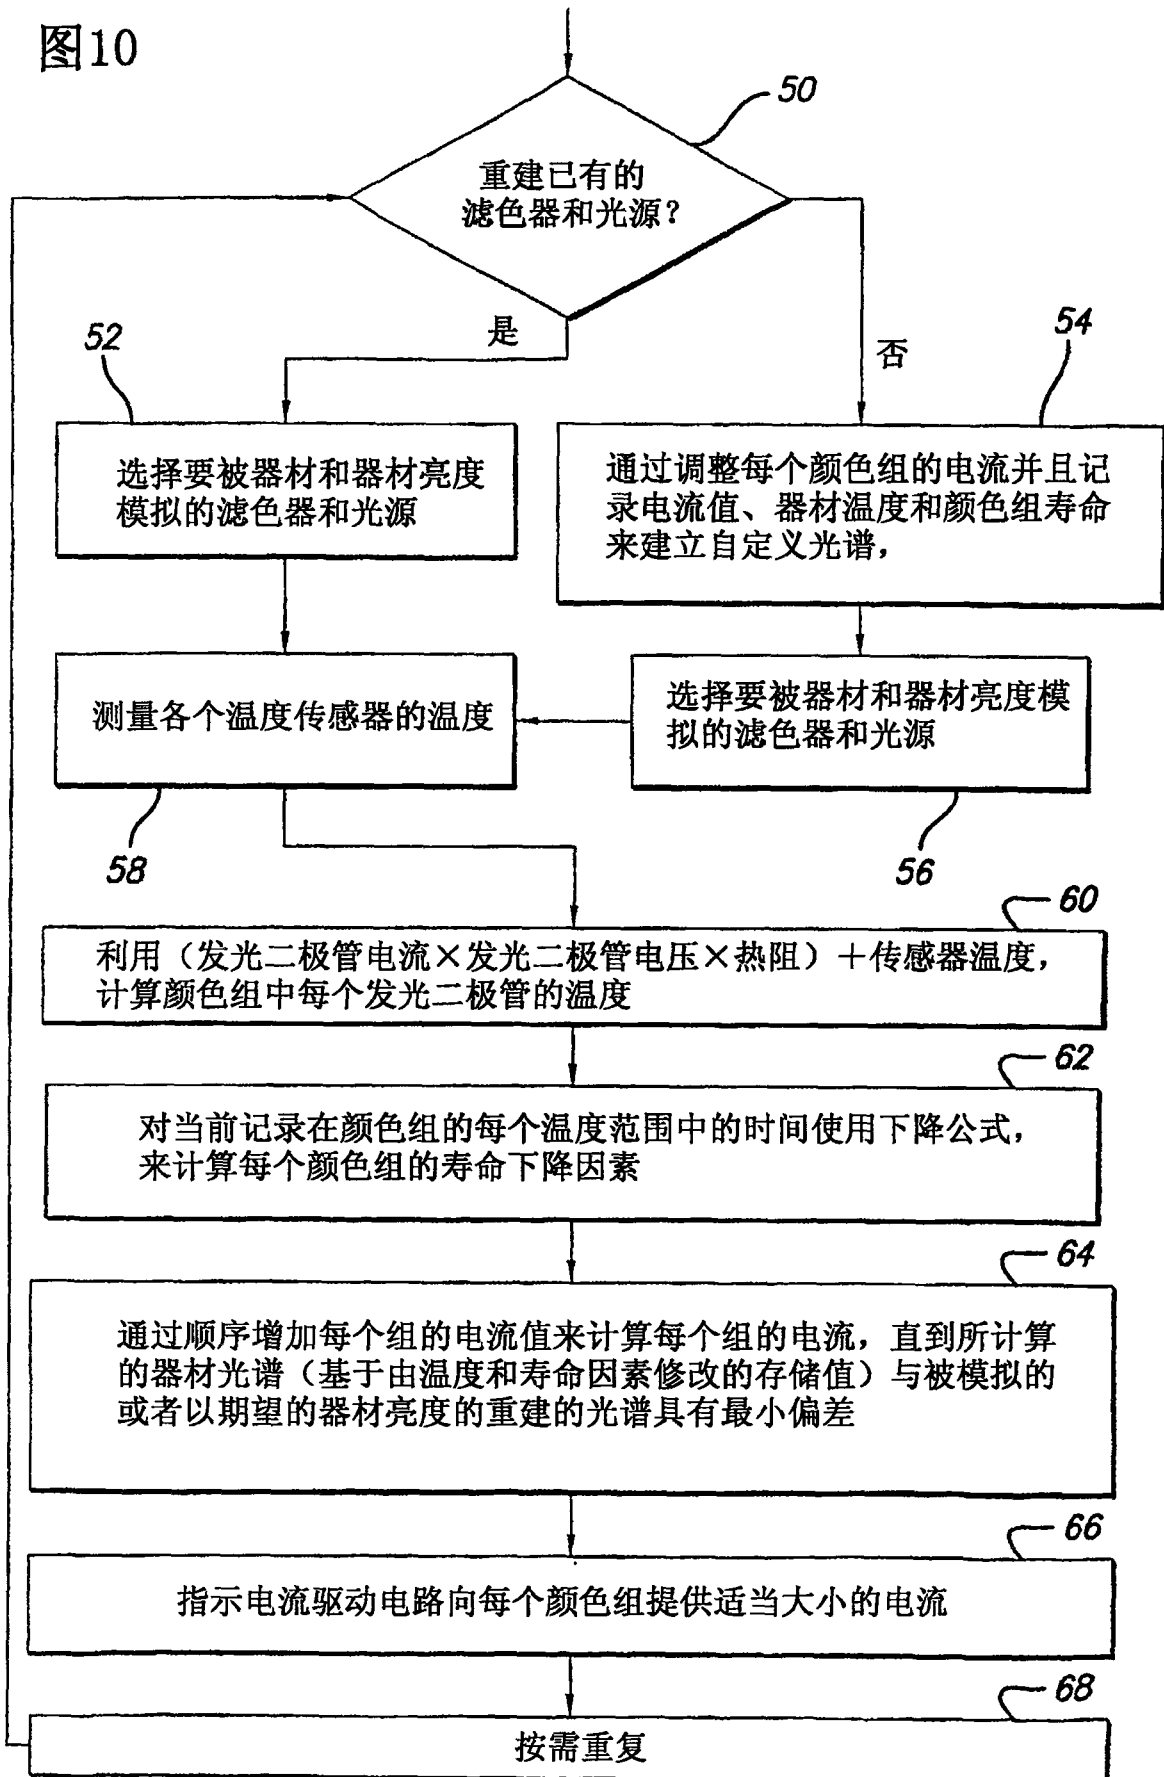 图10
50
重建已有的
滤色器和光源？
是
否
52
54
选择要被器材和器材亮度
模拟的滤色器和光源
通过调整每个颜色组的电流并且记
录电流值、器材温度和颜色组寿命
来建立自定义光谱，
测量各个温度传感器的温度
选择要被器材和器材亮度模
拟的滤色器和光源
58
56
60
利用（发光二极管电流×发光二极管电压×热阻）＋传感器温度，
计算颜色组中每个发光二极管的温度
62
对当前记录在颜色组的每个温度范围中的时间使用下降公式，
来计算每个颜色组的寿命下降因素
64
通过顺序增加每个组的电流值来计算每个组的电流，直到所计算
的器材光谱（基于由温度和寿命因素修改的存储值）与被模拟的
或者以期望的器材亮度的重建的光谱具有最小偏差
66
指示电流驱动电路向每个颜色组提供适当大小的电流
68
按需重复